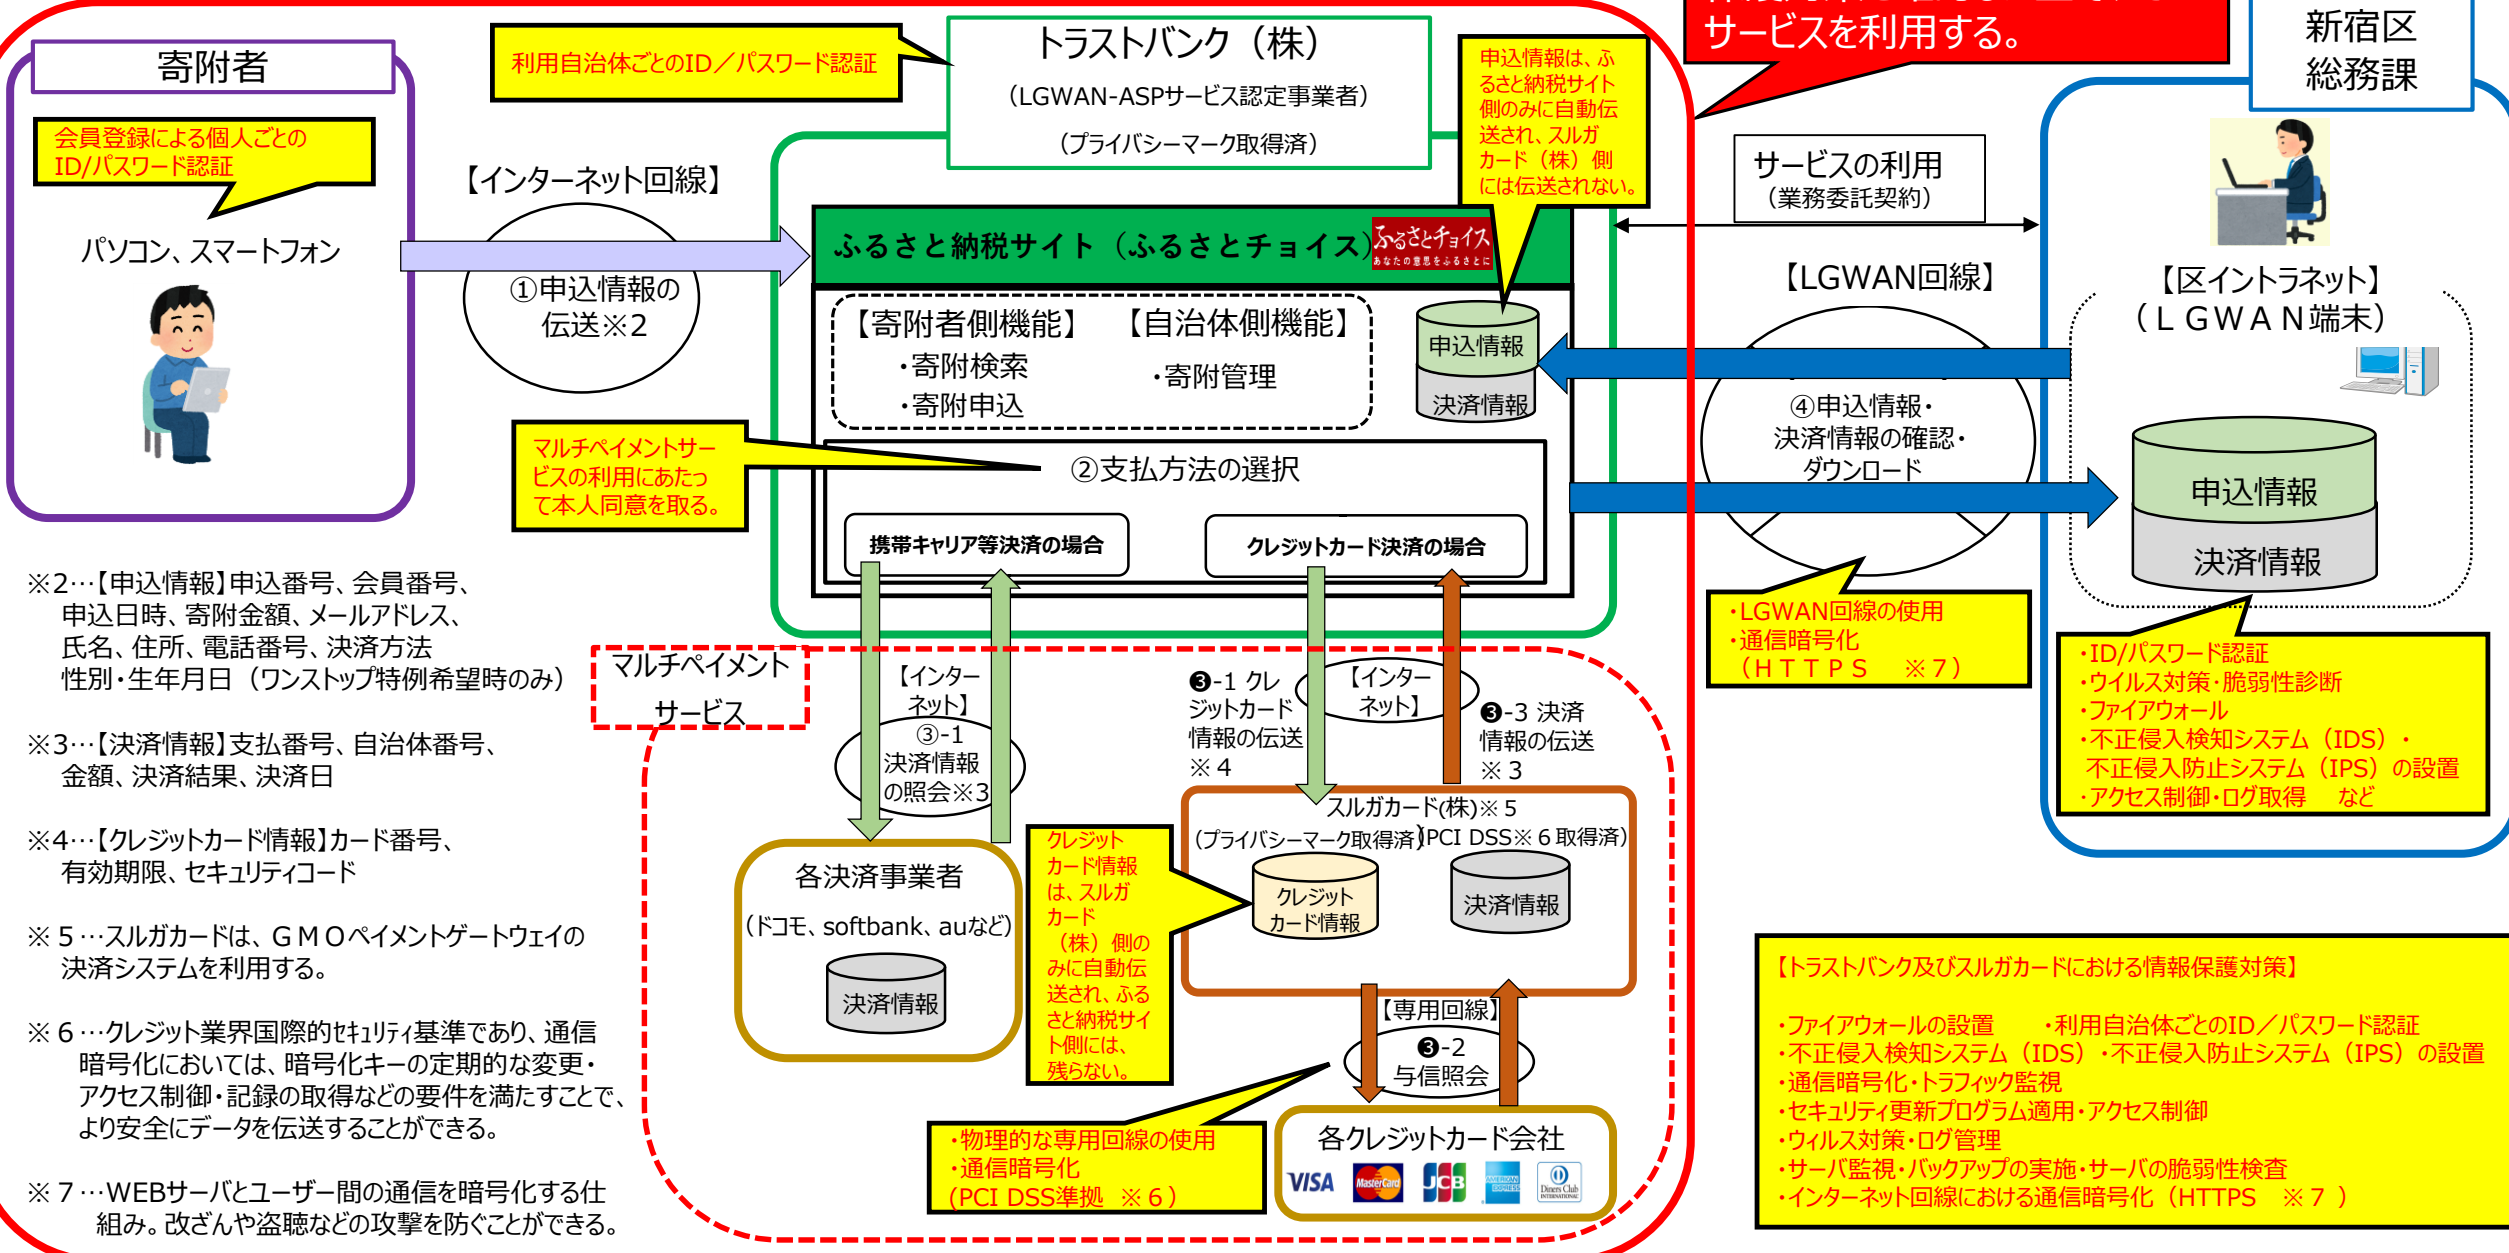 サービスを利用する。
新宿区
総務課
寄附者
会員登録による個人ごとの
ID/パスワード認証
パソコン、スマートフォン
利用自治体ごとのID／パスワード認証
【インターネット回線】
①申込情報の
伝送※2
トラストバンク（株）
（LGWAN-ASPサービス認定事業者）
（プライバシーマーク取得済）
申込情報は、ふ
るさと納税サイト
側のみに自動伝
送され、スルガ
カード（株）側
には伝送されない。
ふるさと納税サイト（ふるさとチョイス）
ふるさとチョイス
あなたの意思をふるさとに
【寄附者側機能】
・寄附検索
・寄附申込
【自治体側機能】
・寄附管理
申込情報
決済情報
マルチペイメントサー
ビスの利用にあたっ
て本人同意を取る。
②支払方法の選択
携帯キャリア等決済の場合
クレジットカード決済の場合
サービスの利用
（業務委託契約）
【LGWAN回線】
④申込情報・
決済情報の確認・
ダウンロード
・LGWAN回線の使用
・通信暗号化
（ＨＴＴＰＳ　※７）
【区イントラネット】
（ＬＧＷＡＮ端末）
申込情報
決済情報
・ID/パスワード認証
・ウイルス対策・脆弱性診断
・ファイアウォール
・不正侵入検知システム（IDS）・
不正侵入防止システム（IPS）の設置
・アクセス制御・ログ取得　など
※2…【申込情報】申込番号、会員番号、
申込日時、寄附金額、メールアドレス、
氏名、住所、電話番号、決済方法
性別・生年月日（ワンストップ特例希望時のみ）
※3…【決済情報】支払番号、自治体番号、
金額、決済結果、決済日
※4…【クレジットカード情報】カード番号、
有効期限、セキュリティコード
※５…スルガカードは、ＧＭＯペイメントゲートウェイの
決済システムを利用する。
※６…クレジット業界国際的セキュリティ基準であり、通信
暗号化においては、暗号化キーの定期的な変更・
アクセス制御・記録の取得などの要件を満たすことで、
より安全にデータを伝送することができる。
※７…WEBサーバとユーザー間の通信を暗号化する仕
組み。改ざんや盗聴などの攻撃を防ぐことができる。
マルチペイメント
サービス
【インター
ネット】
③-1
決済情報
の照会※3
❸-1 クレ
ジットカード
情報の伝送
※４
【インター
ネット】
❸-3 決済
情報の伝送
※３
各決済事業者
（ドコモ、softbank、auなど）
決済情報
クレジット
カード情報
は、スルガ
カード
（株）側の
みに自動伝
送され、ふる
さと納税サイ
ト側には、
残らない。
スルガカード(株)※５
（プライバシーマーク取得済）
（PCI DSS※６取得済）
クレジット
カード情報
決済情報
【専用回線】
❸-2
与信照会
・物理的な専用回線の使用
・通信暗号化
(PCI DSS準拠　※６）
各クレジットカード会社
VISA
MasterCard
JCB
AMERICAN
EXPRESS
Diners Club
INTERNATIONAL
【トラストバンク及びスルガカードにおける情報保護対策】
・ファイアウォールの設置　・利用自治体ごとのID／パスワード認証
・不正侵入検知システム（IDS）・不正侵入防止システム（IPS）の設置
・通信暗号化・トラフィック監視
・セキュリティ更新プログラム適用・アクセス制御
・ウィルス対策・ログ管理
・サーバ監視・バックアップの実施・サーバの脆弱性検査
・インターネット回線における通信暗号化（HTTPS　※７ ）